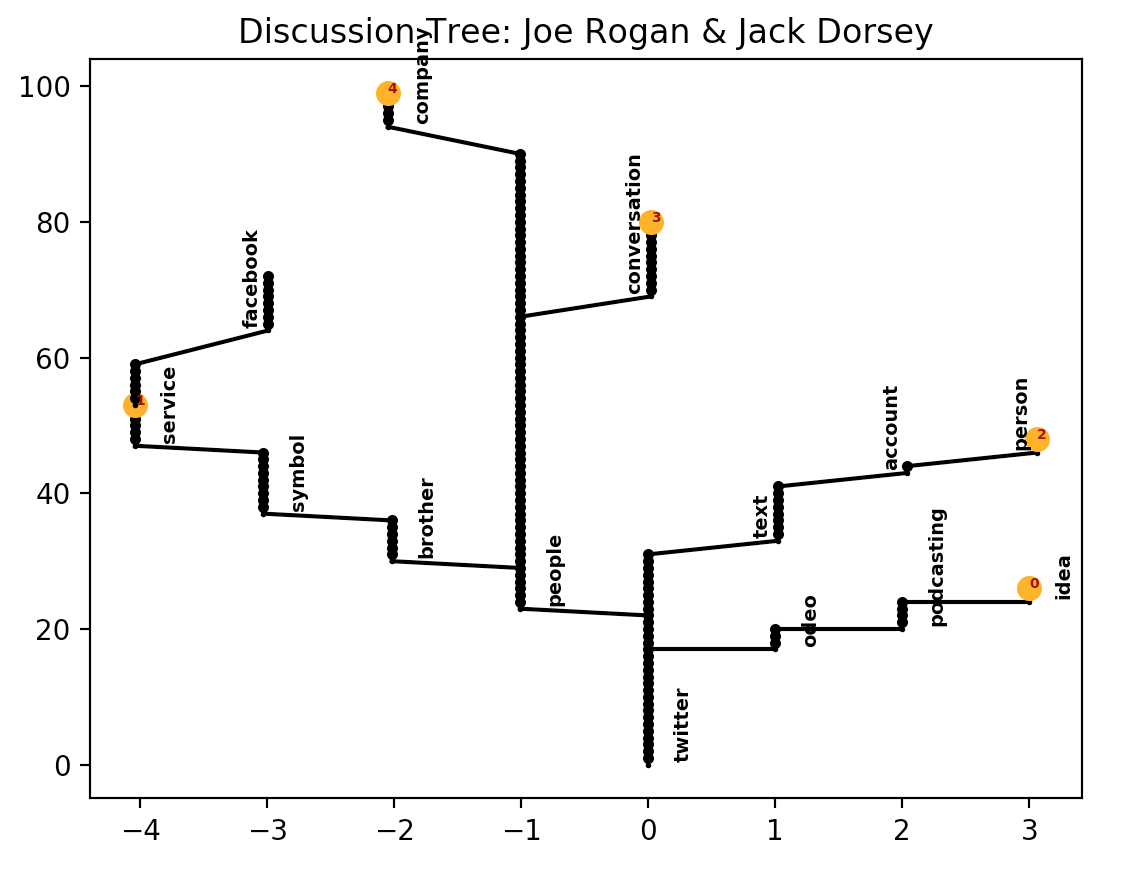 Discussion Tree: Joe Rogan & Jack Dorsey
100
80
60
40
20
0
company
4
conversation
3
facebook
service
1
symbol
brother
people
account
person
2
text
podcasting
idea
0
odeo
twitter
−4
−3
−2
−1
0
1
2
3